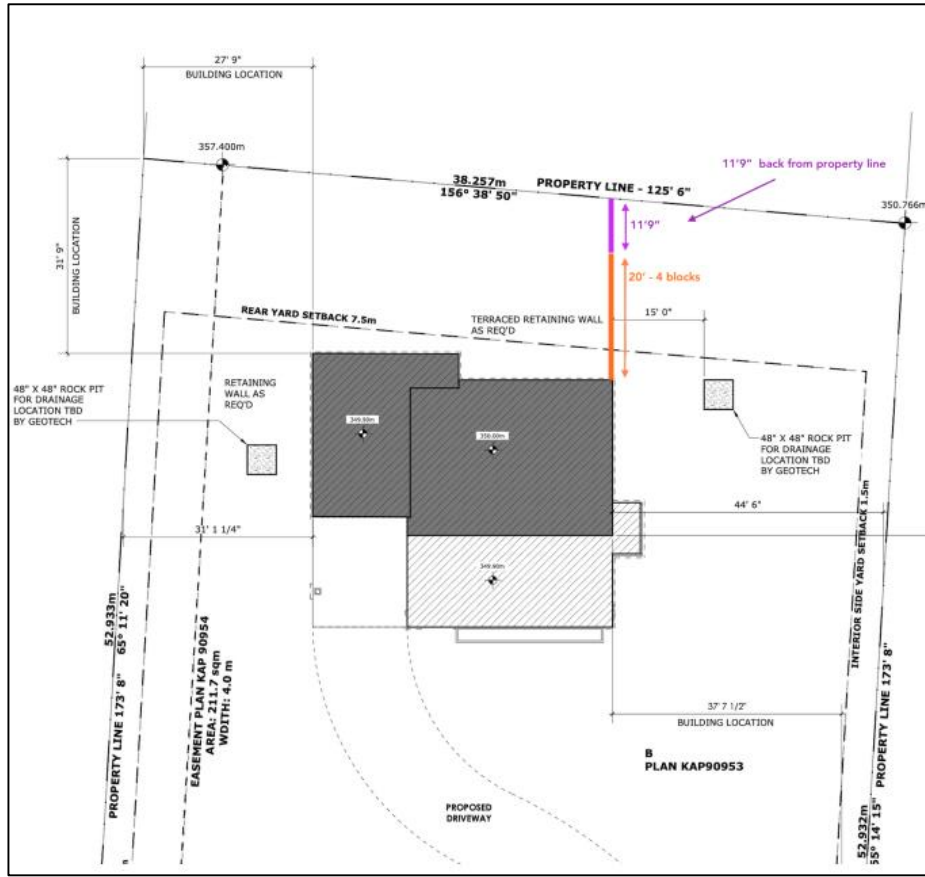 27' 9"
BUILDING LOCATION
357.400m
38.257m
156° 38' 50"
PROPERTY LINE - 125' 6"
11'9" back from property line
350.766m
11'9"
31' 9"
BUILDING LOCATION
20' - 4 blocks
REAR YARD SETBACK 7.5m
TERRACED RETAINING WALL
AS REQ'D
15' 0"
48" X 48" ROCK PIT
FOR DRAINAGE
LOCATION TBD
BY GEOTECH
RETAINING
WALL AS
REQ'D
48" X 48" ROCK PIT
FOR DRAINAGE
LOCATION TBD
BY GEOTECH
31' 1 1/4"
44' 6"
INTERIOR SIDE YARD SETBACK 1.5m
52.933m
65° 11' 20"
PROPERTY LINE 173' 8"
EASEMENT PLAN KAP 90954
AREA: 211.7 sqm
WDITH: 4.0 m
37' 7 1/2"
BUILDING LOCATION
B
PLAN KAP90953
PROPERTY LINE 173' 8"
52.932m
14' 15"
PROPOSED
DRIVEWAY